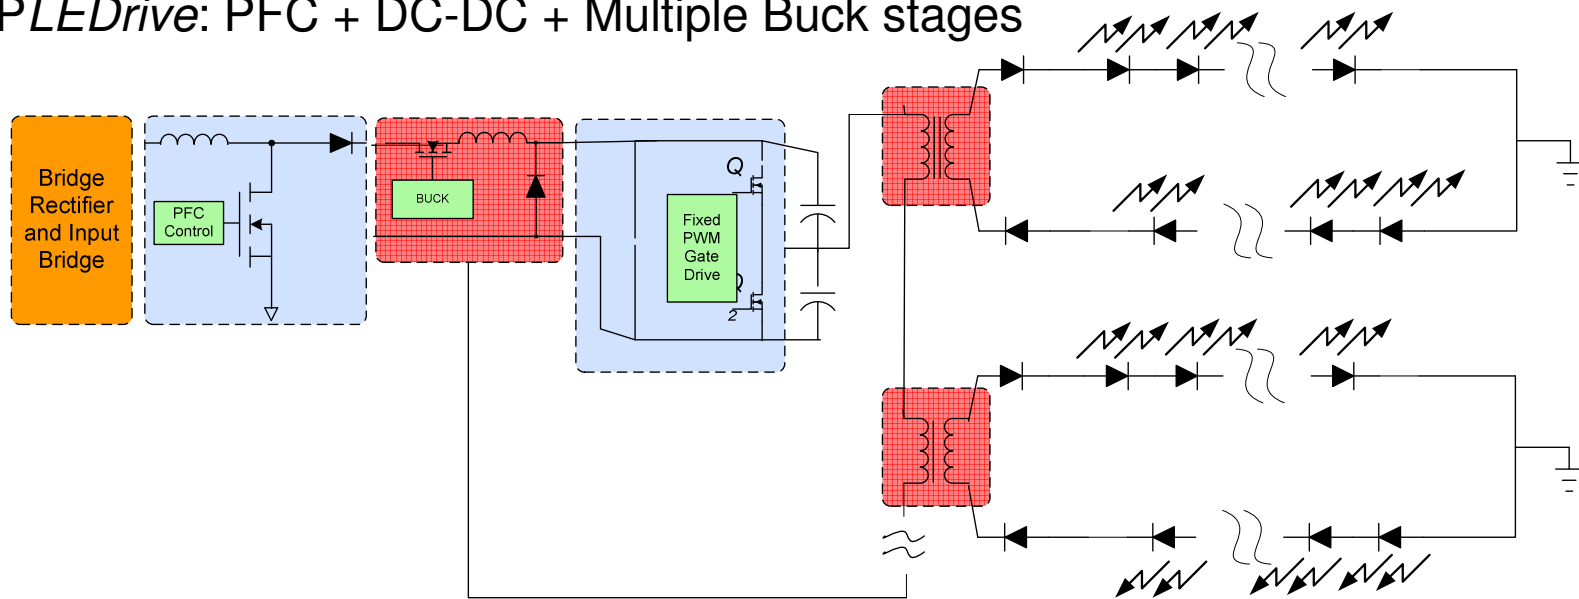 PLEDrive: PFC + DC-DC + Multiple Buck stages
Bridge
Rectifier
and Input
Bridge
PFC
Control
BUCK
Q
Fixed
PWM
Gate
Drive
Q
2